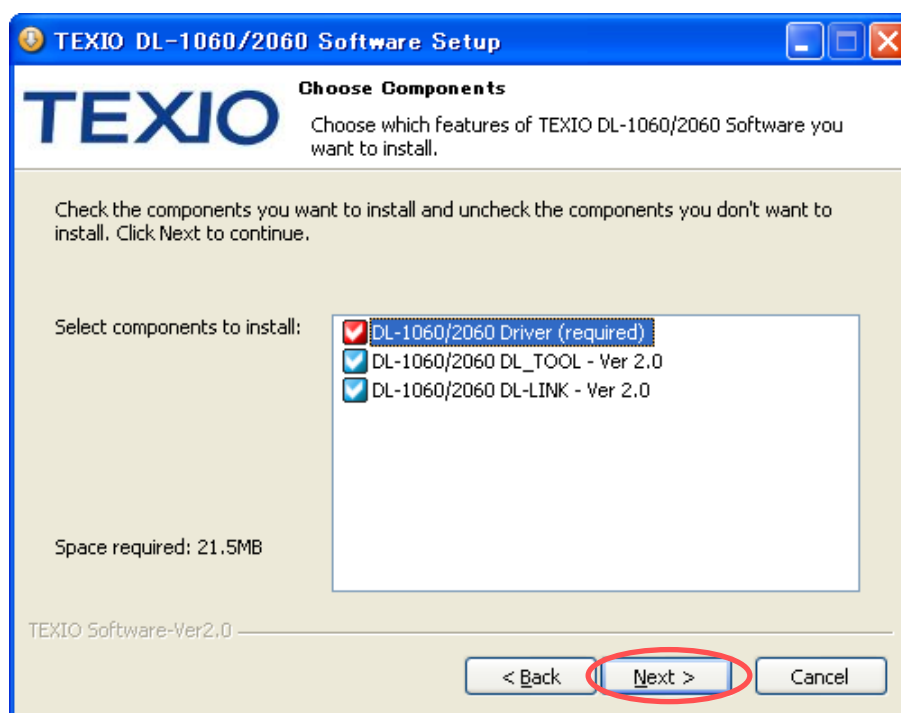 TEXIO DL-1060/2060 Software Setup
TEXIO
Choose Components
Choose which features of TEXIO DL-1060/2060 Software you
want to install.
Check the components you want to install and uncheck the components you don't want to
install. Click Next to continue.
Select components to install:
DL-1060/2060 Driver (required)
DL-1060/2060 DL_TOOL - Ver 2.0
DL-1060/2060 DL-LINK - Ver 2.0
Space required: 21.5MB
TEXIO Software-Ver2.0
< Back
Next >
Cancel